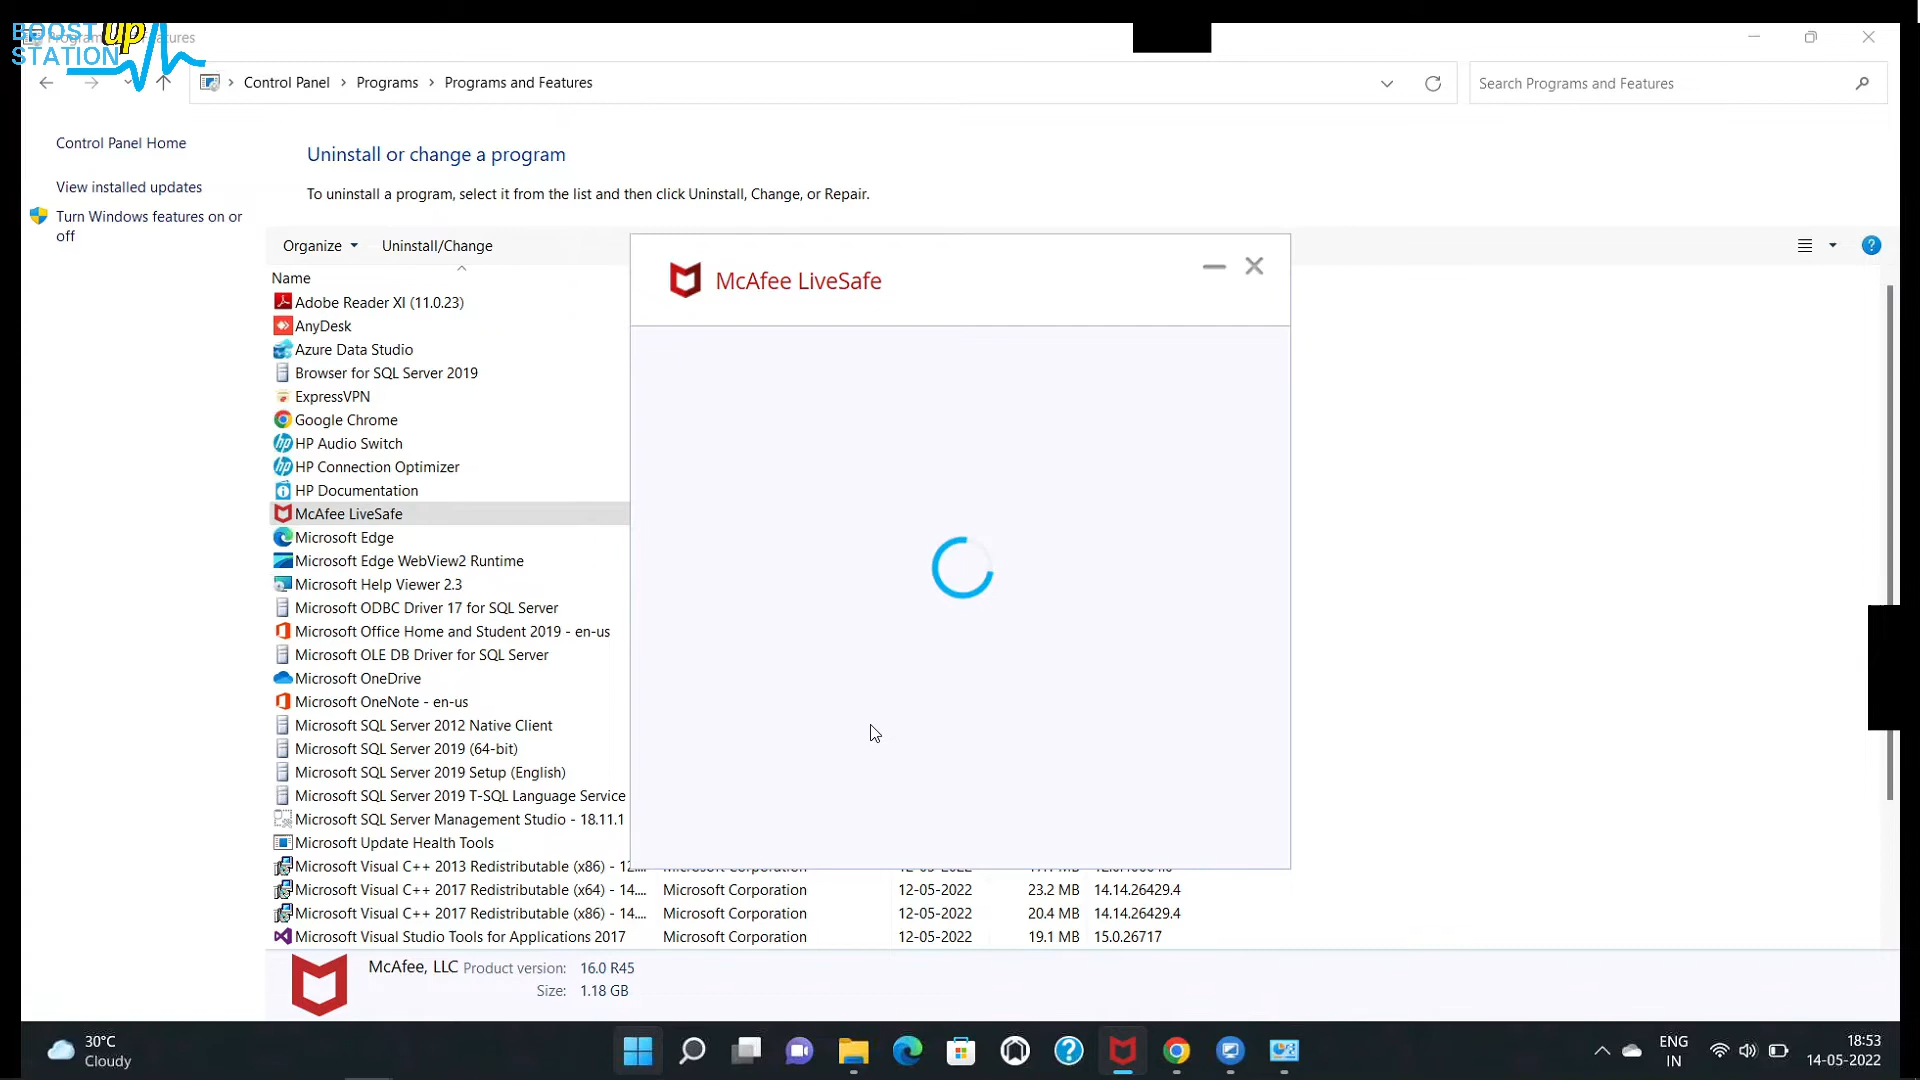 BOOST up
STATION
Programs and Features
Control Panel > Programs > Programs and Features
Search Programs and Features
Control Panel Home
View installed updates
Turn Windows features on or
off
Uninstall or change a program
To uninstall a program, select it from the list and then click Uninstall, Change, or Repair.
Organize
Uninstall/Change
McAfee LiveSafe
Name
Adobe Reader XI (11.0.23)
AnyDesk
Azure Data Studio
Browser for SQL Server 2019
ExpressVPN
Google Chrome
HP Audio Switch
HP Connection Optimizer
HP Documentation
McAfee LiveSafe
Microsoft Edge
Microsoft Edge WebView2 Runtime
Microsoft Help Viewer 2.3
Microsoft ODBC Driver 17 for SQL Server
Microsoft Office Home and Student 2019 - en-us
Microsoft OLE DB Driver for SQL Server
Microsoft OneDrive
Microsoft OneNote - en-us
Microsoft SQL Server 2012 Native Client
Microsoft SQL Server 2019 (64-bit)
Microsoft SQL Server 2019 Setup (English)
Microsoft SQL Server 2019 T-SQL Language Service
Microsoft SQL Server Management Studio - 18.11.1
Microsoft Update Health Tools
Microsoft Visual C++ 2013 Redistributable (x86) - 12.... Microsoft Corporation 12-05-2022
Microsoft Visual C++ 2017 Redistributable (x64) - 14.... Microsoft Corporation 12-05-2022 23.2 MB 14.14.26429.4
Microsoft Visual C++ 2017 Redistributable (x86) - 14.... Microsoft Corporation 12-05-2022 20.4 MB 14.14.26429.4
Microsoft Visual Studio Tools for Applications 2017 Microsoft Corporation 12-05-2022 19.1 MB 15.0.26717
McAfee, LLC Product version: 16.0 R45
Size: 1.18 GB
30°C
Cloudy
ENG
IN
18:53
14-05-2022